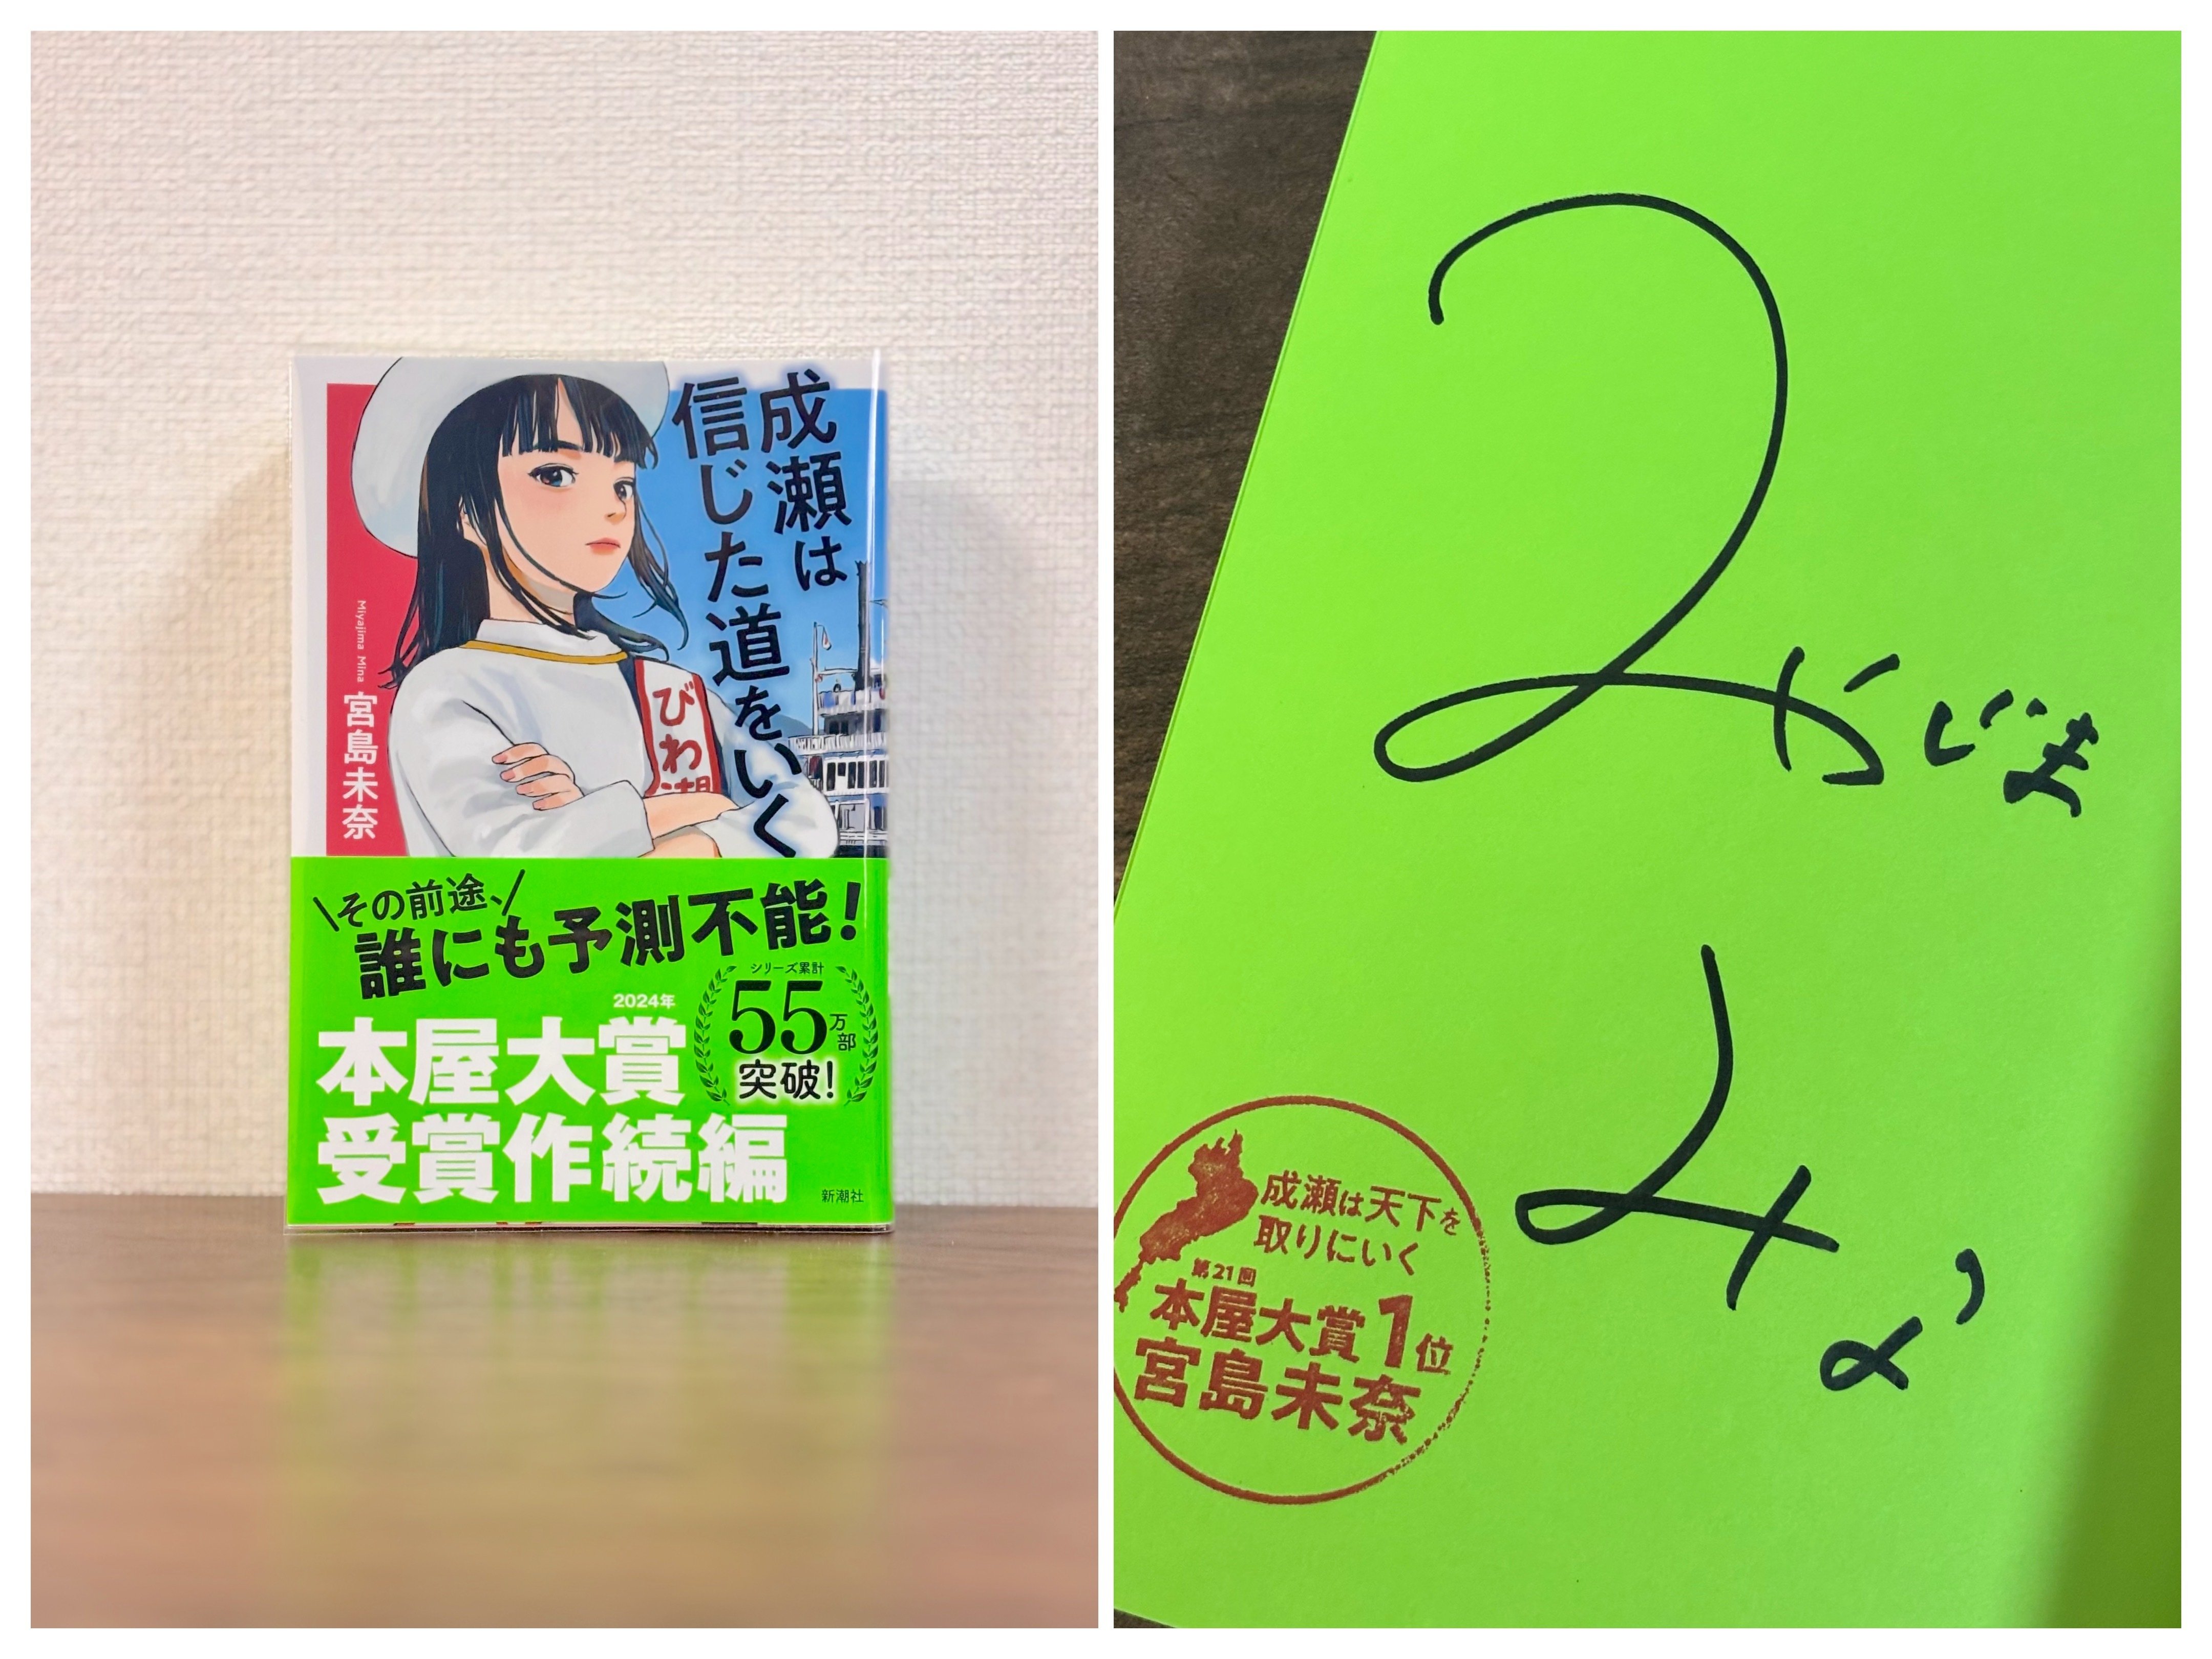 成瀬は
信じた道をいく
Miyajima Mina
宮島未奈
びわ
\その前途、/
誰にも予測不能!
シリーズ累計
55万部
突破!
2024年
本屋大賞
受賞作続編
新潮社
みやじま
みな
成瀬は天下を
取りにいく
第21回
本屋大賞1位
宮島未奈